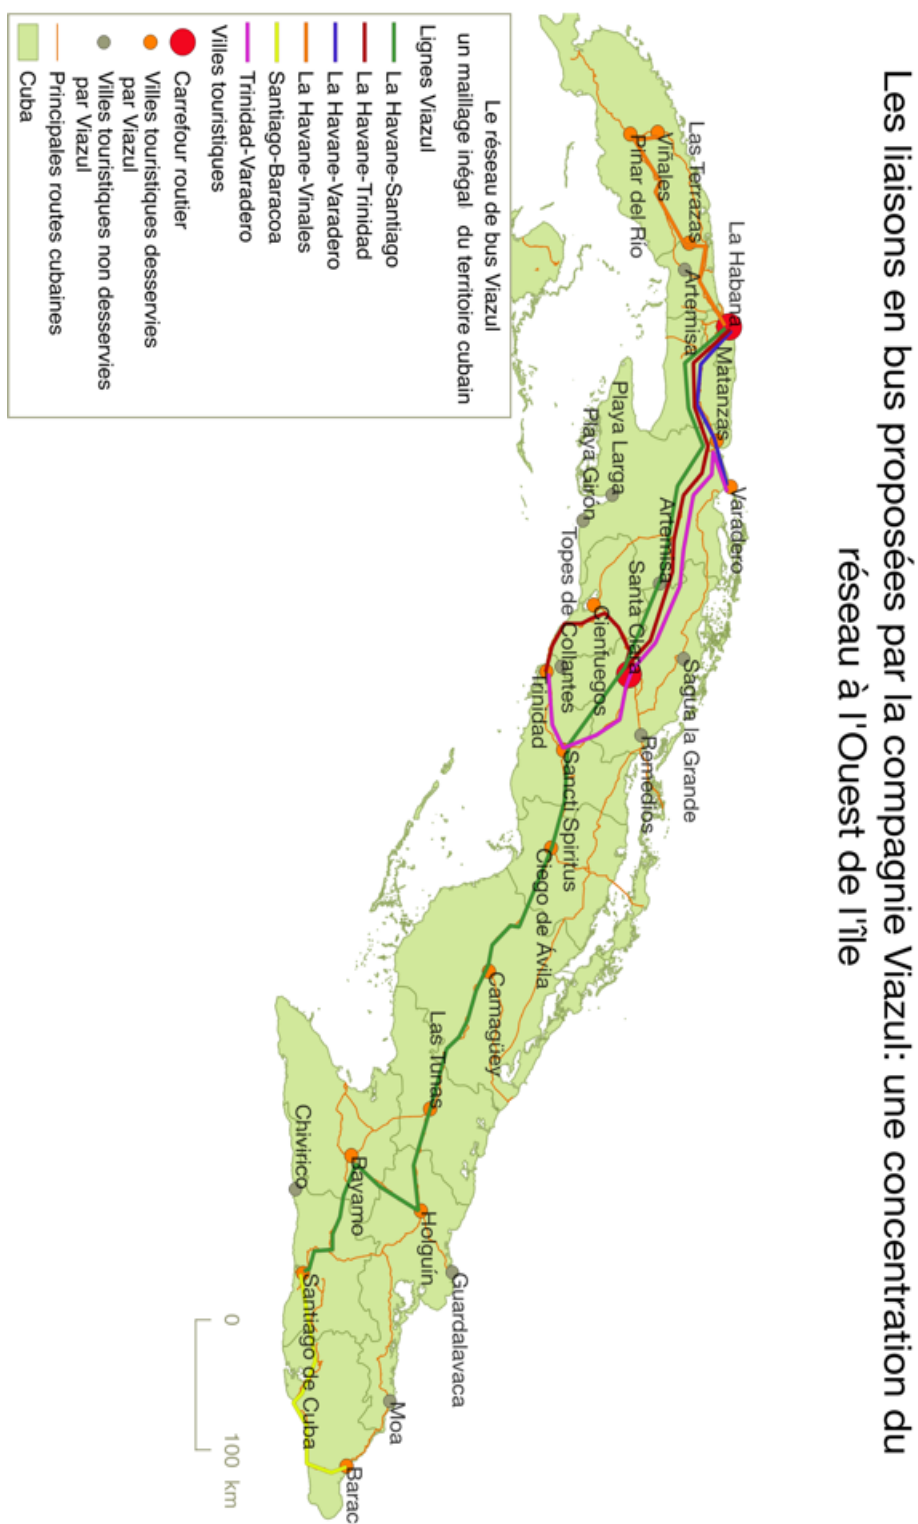 Les liaisons en bus proposées par la compagnie Viazul: une concentration du
réseau à l'Ouest de l'île
La Habana
Matanzas
Varadero
Las Terrazas
Viñales
Pinar del Río
Artemisa
Playa Larga
Playa Girón
Artemisa
Santa Clara
Sagua la Grande
Remedios
Cienfuegos
Topes de Collantes
Trinidad
Sancti Spiritus
Ciego de Ávila
Camagüey
Las Tunas
Holguín
Guardalavaca
Bayamo
Chivirico
Santiago de Cuba
Moa
Barac
0
100 km
Le réseau de bus Viazul
un maillage inégal du territoire cubain
Lignes Viazul
La Havane-Santiago
La Havane-Trinidad
La Havane-Varadero
La Havane-Vinales
Santiago-Baracoa
Trinidad-Varadero
Villes touristiques
Carrefour routier
Villes touristiques desservies
par Viazul
Villes touristiques non desservies
par Viazul
Principales routes cubaines
Cuba